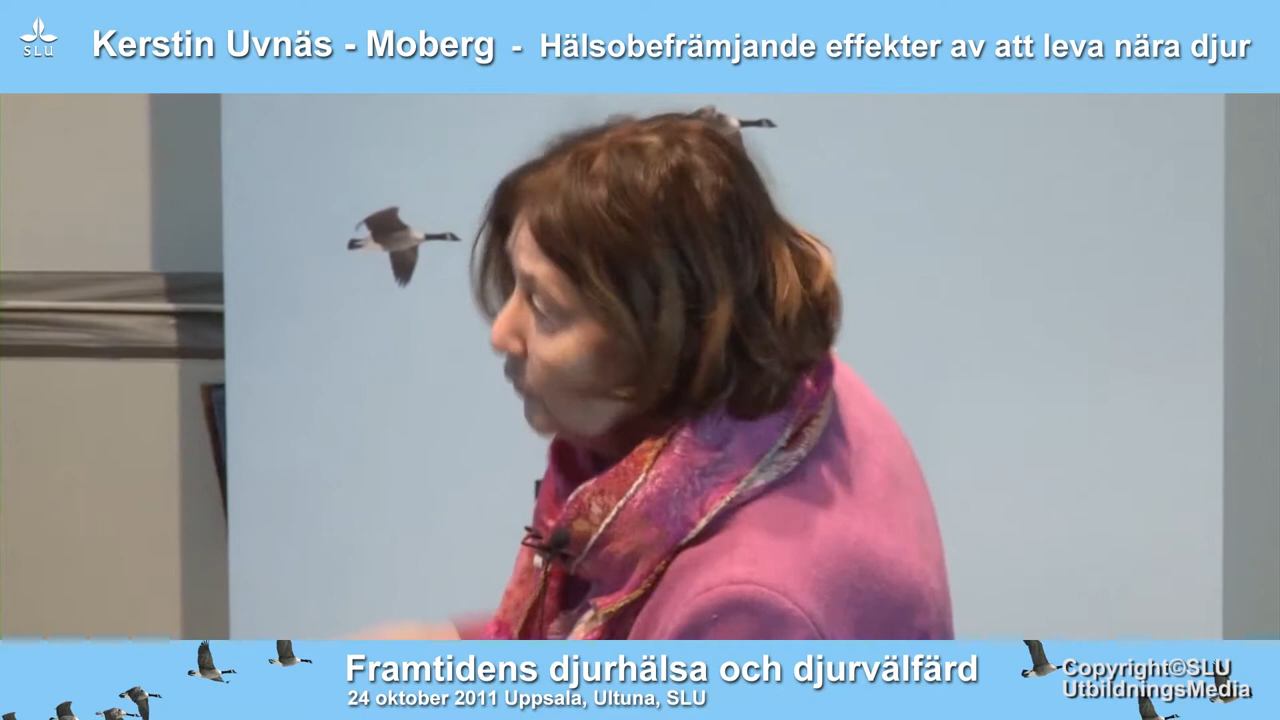 SLU
Kerstin Uvnäs - Moberg - Hälsobefrämjande effekter av att leva nära djur
Framtidens djurhälsa och djurvälfärd
24 oktober 2011 Uppsala, Ultuna, SLU
Copyright©SLU
UtbildningsMedia